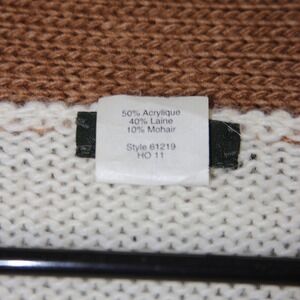 50% Acrylique
40% Laine
10% Mohair
Style 61219
HO 11